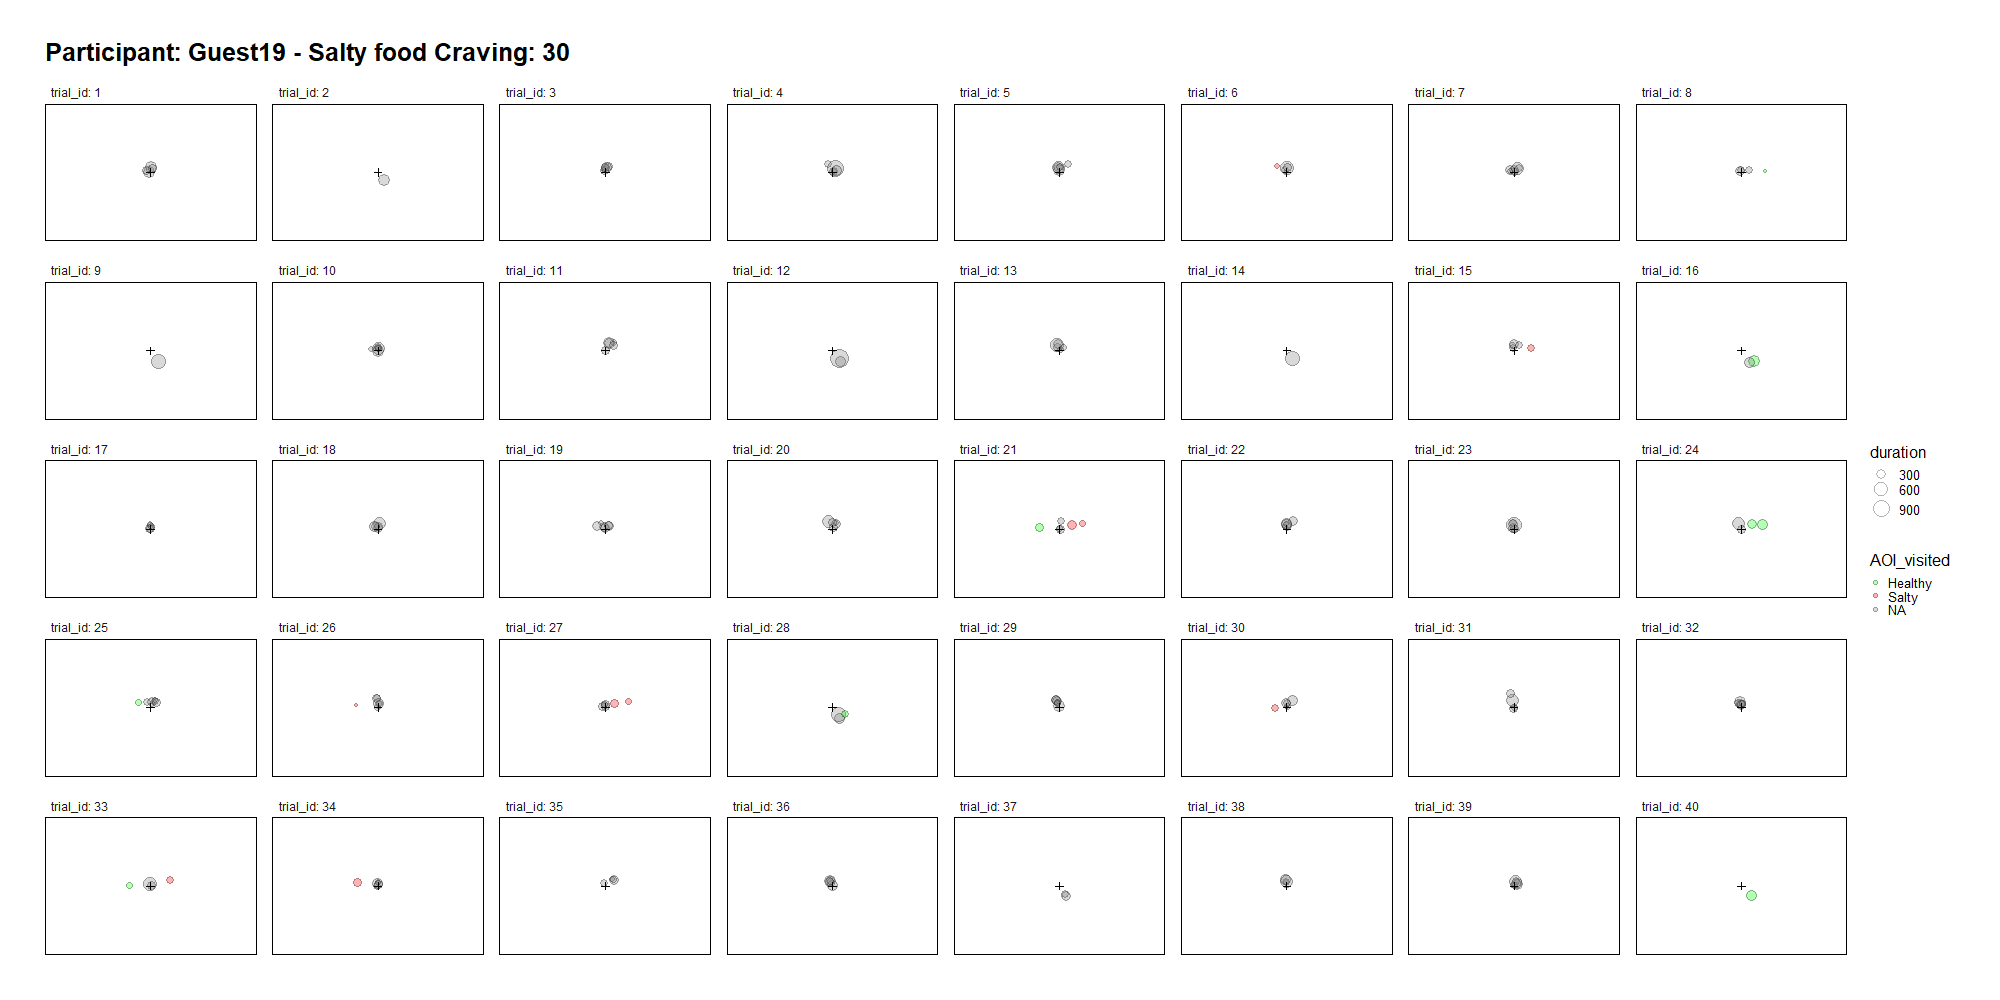 Participant: Guest19 - Salty food Craving: 30
trial_id: 1
trial_id: 2
trial_id: 3
trial_id: 4
trial_id: 5
trial_id: 6
trial_id: 7
trial_id: 8
trial_id: 9
trial_id: 10
trial_id: 11
trial_id: 12
trial_id: 13
trial_id: 14
trial_id: 15
trial_id: 16
trial_id: 17
trial_id: 18
trial_id: 19
trial_id: 20
trial_id: 21
trial_id: 22
trial_id: 23
trial_id: 24
trial_id: 25
trial_id: 26
trial_id: 27
trial_id: 28
trial_id: 29
trial_id: 30
trial_id: 31
trial_id: 32
trial_id: 33
trial_id: 34
trial_id: 35
trial_id: 36
trial_id: 37
trial_id: 38
trial_id: 39
trial_id: 40
duration
300
600
900
AOI_visited
Healthy
Salty
NA